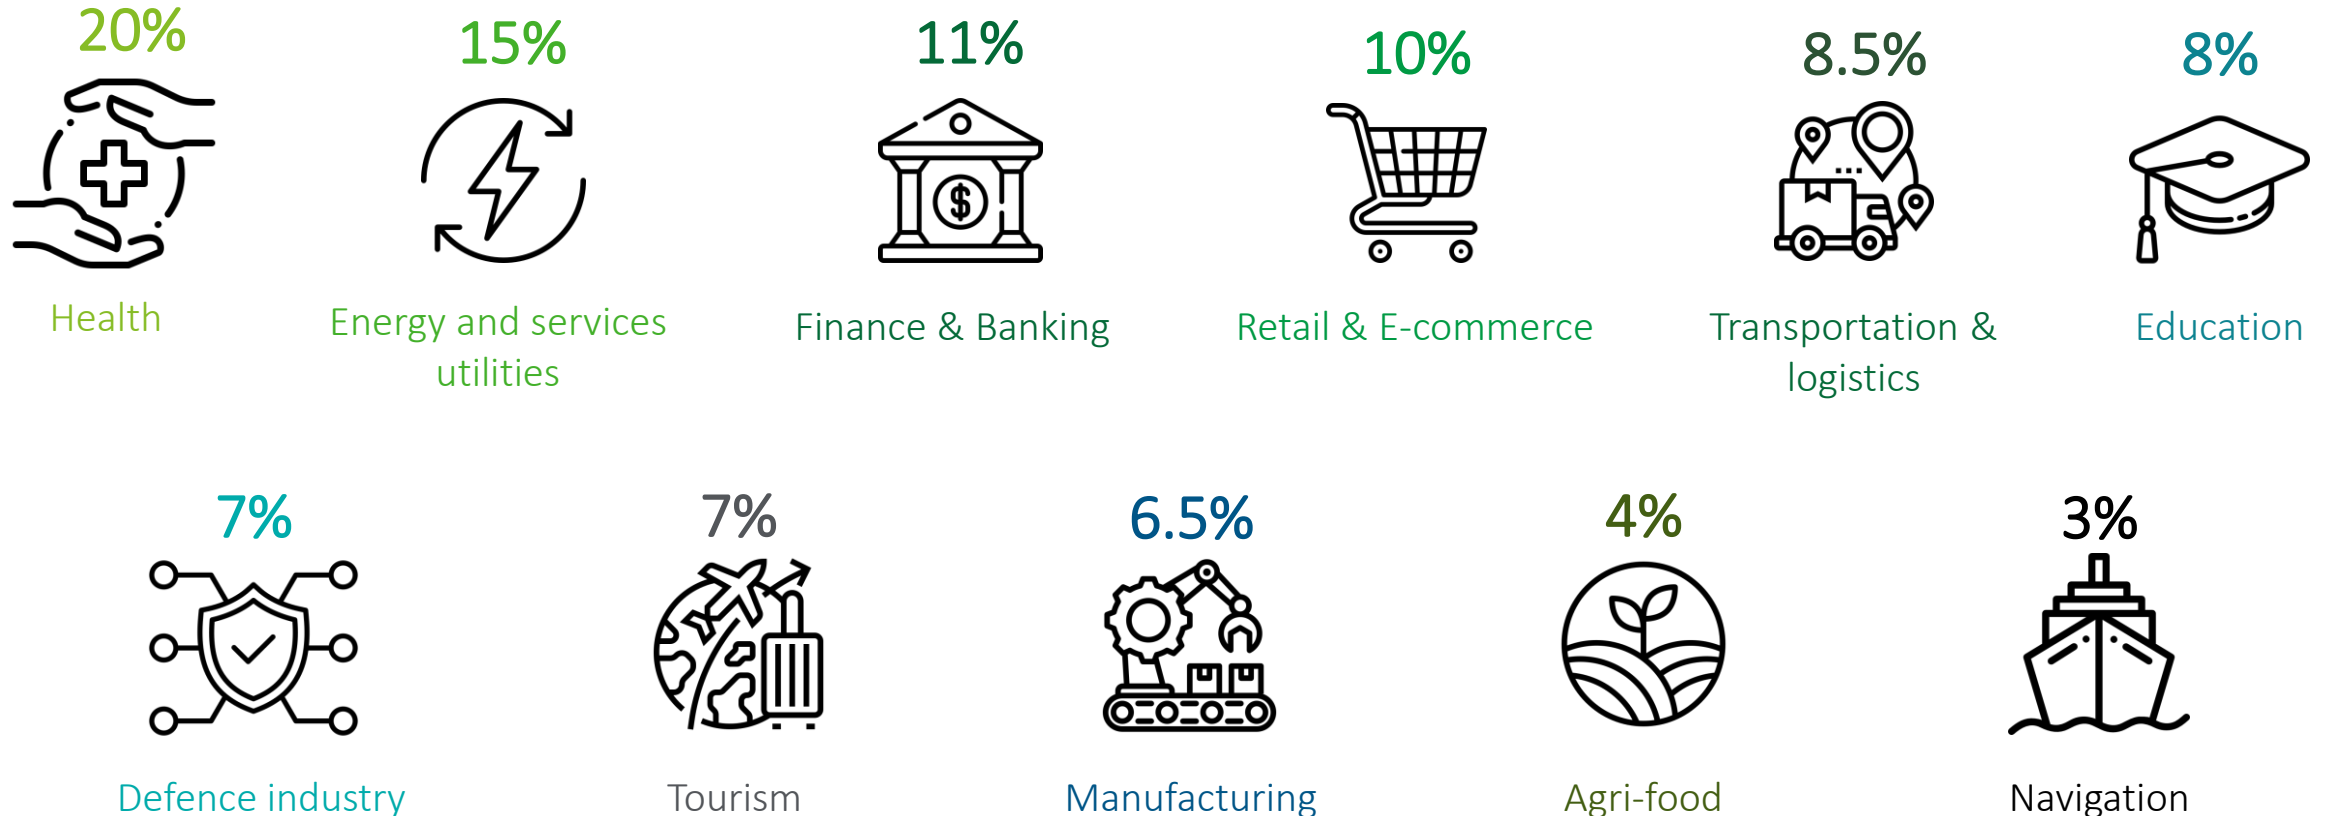 20%
15%
11%
10%
8.5%
8%
$
Health
Energy and services
utilities
Finance & Banking
Retail & E-commerce
Transportation &
logistics
Education
7%
7%
6.5%
4%
3%
Defence industry
Tourism
Manufacturing
Agri-food
Navigation